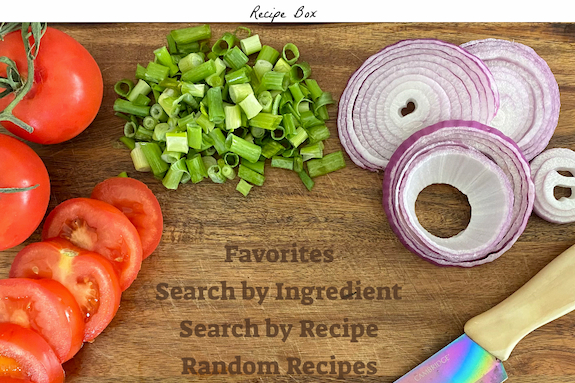 Recipe Box
Favorites
Search by Ingredient
Search by Recipe
Random Recipes